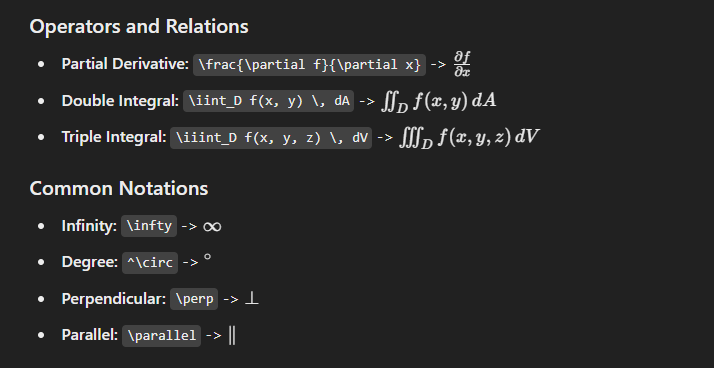 Operators and Relations
• Partial Derivative: \frac{\partial f}{\partial x} -> ∂f/∂x
• Double Integral: \iint_D f(x, y) \, dA -> ∬_D f(x, y) dA
• Triple Integral: \iiint_D f(x, y, z) \, dV -> ∭_D f(x, y, z) dV
Common Notations
• Infinity: \infty -> ∞
• Degree: ^\circ -> °
• Perpendicular: \perp -> ⊥
• Parallel: \parallel -> ∥